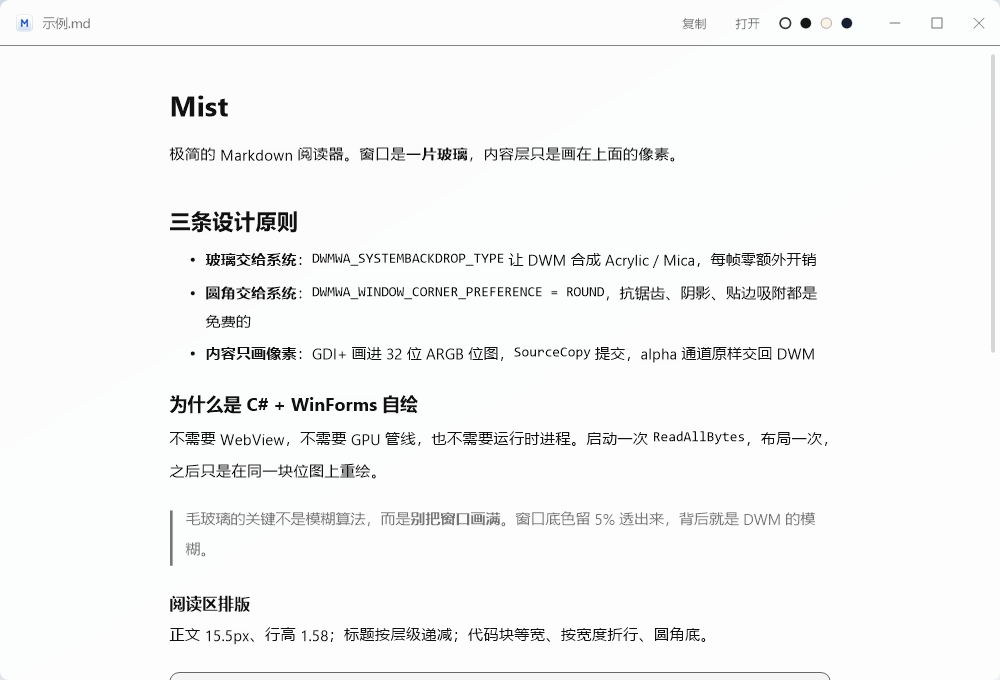 M 示例.md 复制 打开
Mist
极简的 Markdown 阅读器。窗口是一片玻璃，内容层只是画在上面的像素。
三条设计原则
• 玻璃交给系统：DWMWA_SYSTEMBACKDROP_TYPE 让 DWM 合成 Acrylic / Mica，每帧零额外开销
• 圆角交给系统：DWMWA_WINDOW_CORNER_PREFERENCE = ROUND，抗锯齿、阴影、贴边吸附都是
免费的
• 内容只画像素：GDI+ 画进 32 位 ARGB 位图，SourceCopy 提交，alpha 通道原样交回 DWM
为什么是 C# + WinForms 自绘
不需要 WebView，不需要 GPU 管线，也不需要运行时进程。启动一次 ReadAllBytes，布局一次，
之后只是在同一块位图上重绘。
毛玻璃的关键不是模糊算法，而是别把窗口画满。窗口底色留 5% 透出来，背后就是 DWM 的模
糊。
阅读区排版
正文 15.5px、行高 1.58；标题按层级递减；代码块等宽、按宽度折行、圆角底。